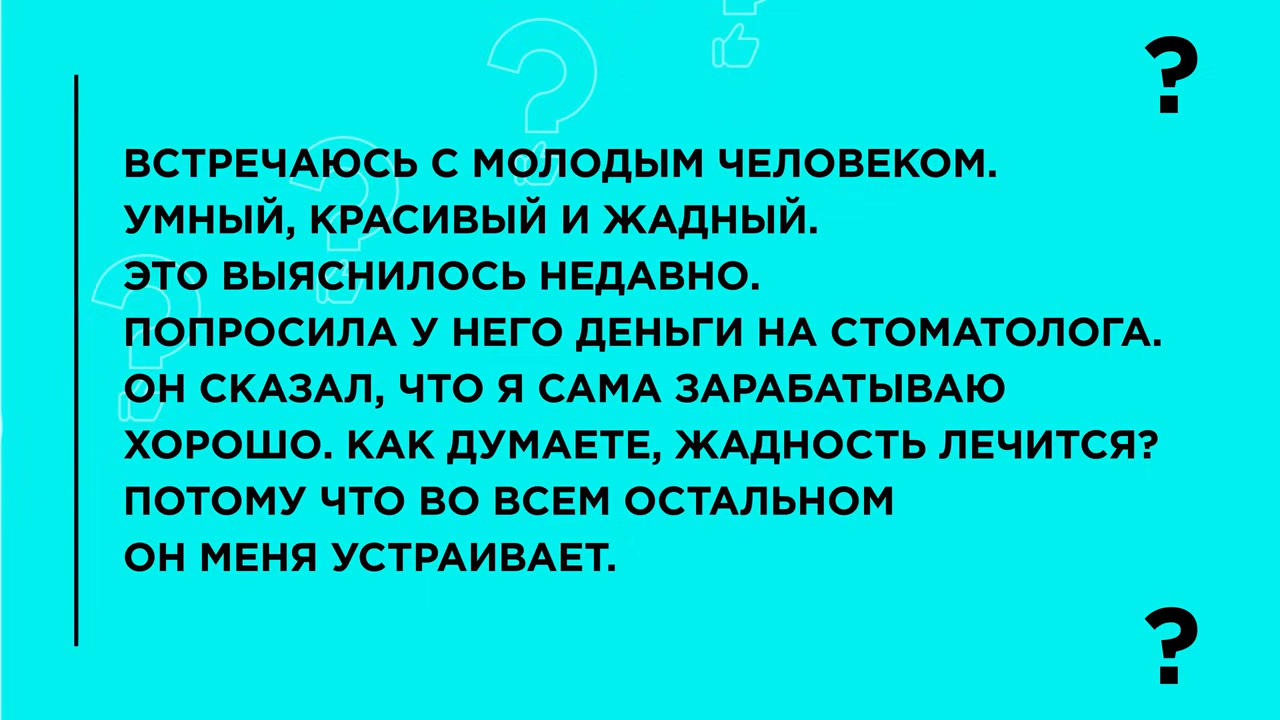 ?
ВСТРЕЧАЮСЬ С МОЛОДЫМ ЧЕЛОВЕКОМ.
УМНЫЙ, КРАСИВЫЙ И ЖАДНЫЙ.
ЭТО ВЫЯСНИЛОСЬ НЕДАВНО.
ПОПРОСИЛА У НЕГО ДЕНЬГИ НА СТОМАТОЛОГА.
ОН СКАЗАЛ, ЧТО Я САМА ЗАРАБАТЫВАЮ
ХОРОШО. КАК ДУМАЕТЕ, ЖАДНОСТЬ ЛЕЧИТСЯ?
ПОТОМУ ЧТО ВО ВСЕМ ОСТАЛЬНОМ
ОН МЕНЯ УСТРАИВАЕТ.
?